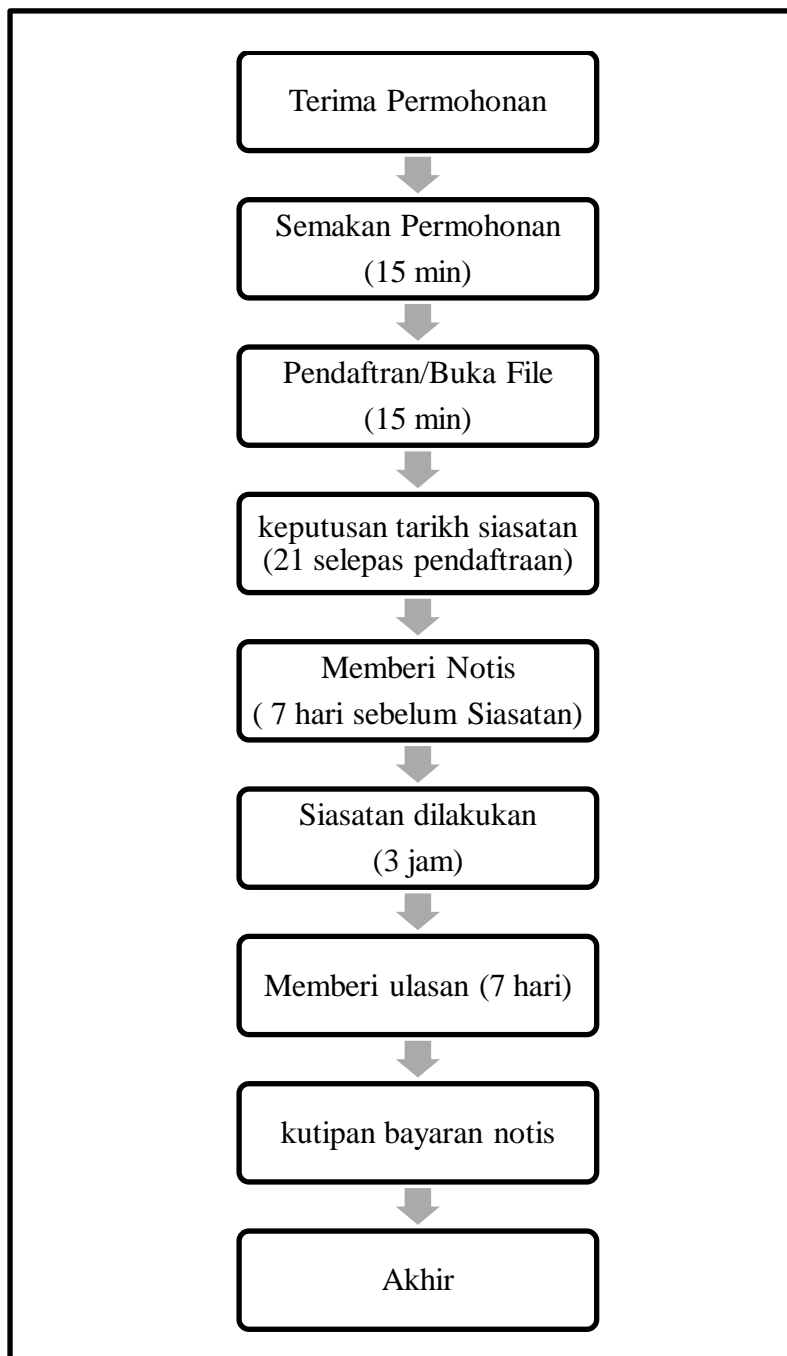 Terima Permohonan
Semakan Permohonan
(15 min)
Pendaftran/Buka File
(15 min)
keputusan tarikh siasatan
(21 selepas pendaftraan)
Memberi Notis
( 7 hari sebelum Siasatan)
Siasatan dilakukan
(3 jam)
Memberi ulasan (7 hari)
kutipan bayaran notis
Akhir